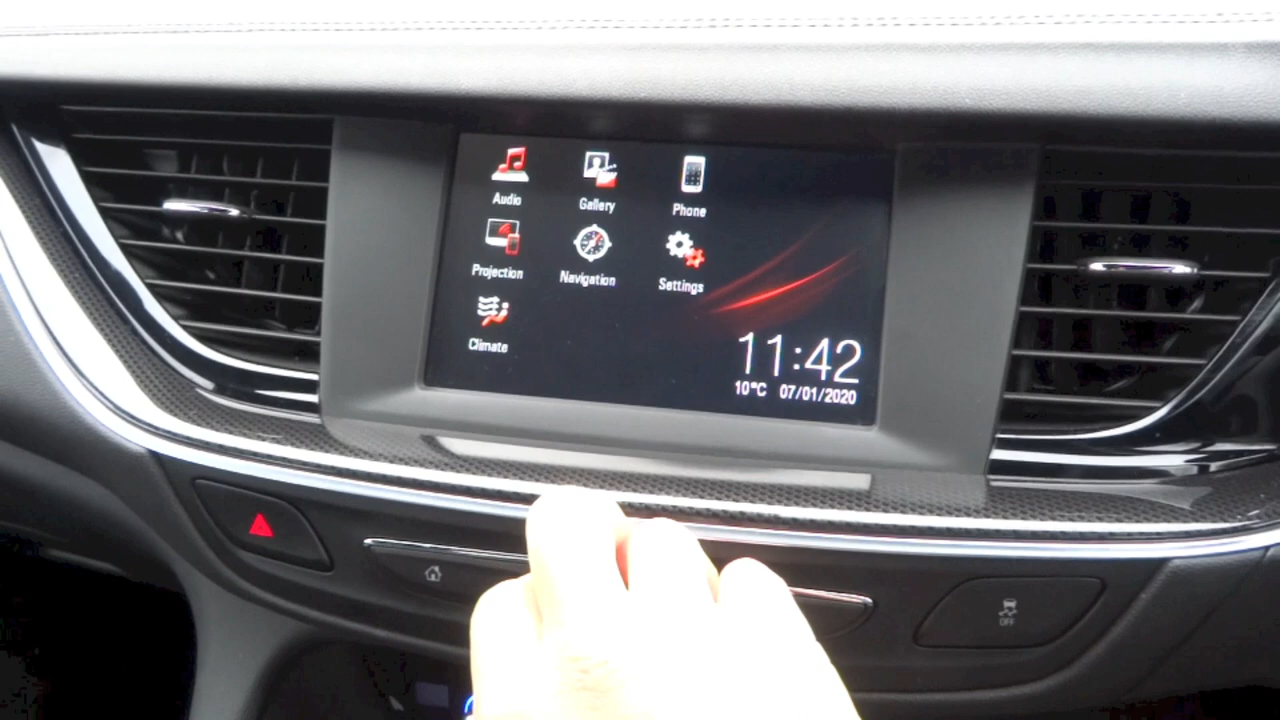 Audio
Gallery
Phone
Projection
Navigation
Settings
Climate
11:42
10°C 07/01/2020
OFF